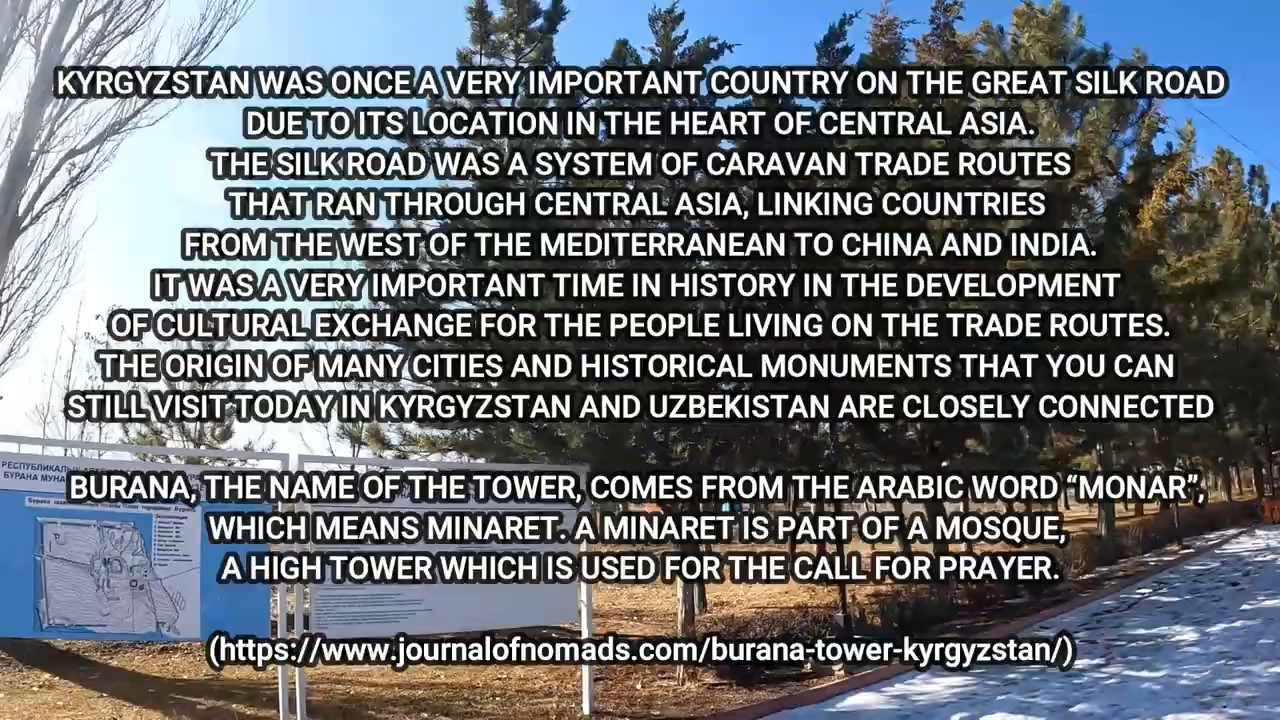 KYRGYZSTAN WAS ONCE A VERY IMPORTANT COUNTRY ON THE GREAT SILK ROAD
DUE TO ITS LOCATION IN THE HEART OF CENTRAL ASIA.
THE SILK ROAD WAS A SYSTEM OF CARAVAN TRADE ROUTES
THAT RAN THROUGH CENTRAL ASIA, LINKING COUNTRIES
FROM THE WEST OF THE MEDITERRANEAN TO CHINA AND INDIA.
IT WAS A VERY IMPORTANT TIME IN HISTORY IN THE DEVELOPMENT
OF CULTURAL EXCHANGE FOR THE PEOPLE LIVING ON THE TRADE ROUTES.
THE ORIGIN OF MANY CITIES AND HISTORICAL MONUMENTS THAT YOU CAN
STILL VISIT TODAY IN KYRGYZSTAN AND UZBEKISTAN ARE CLOSELY CONNECTED
РЕСПУБЛИКАЛЫК
БУРАНА
BURANA, THE NAME OF THE TOWER, COMES FROM THE ARABIC WORD “MONAR”,
WHICH MEANS MINARET. A MINARET IS PART OF A MOSQUE,
A HIGH TOWER WHICH IS USED FOR THE CALL FOR PRAYER.
(https://www.journalofnomads.com/burana-tower-kyrgyzstan/)